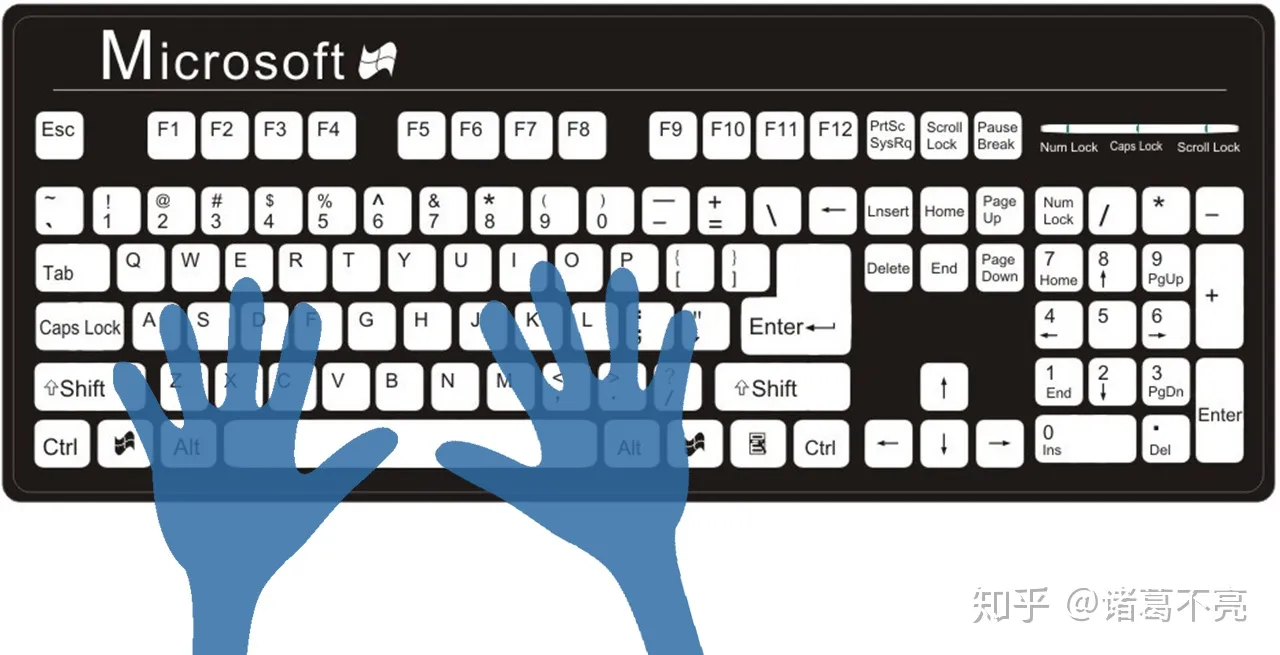 Microsoft
Esc F1 F2 F3 F4 F5 F6 F7 F8 F9 F10 F11 F12 PrtSc SysRq Scroll Lock Pause Break
Num Lock Caps Lock Scroll Lock
~ 、 ! 1 @ 2 # 3 $ 4 % 5 ^ 6 & 7 * 8 ( 9 ) 0 — – + = \ ← Lnsert Home Page Up Num Lock / * –
Tab Q W E R T Y U I O P { [ } ] Delete End Page Down 7 Home 8 ↑ 9 PgUp +
Caps Lock A S D F G H J K L : ; " , Enter← 4 ← 5 6 →
⇧Shift Z X C V B N M < , > . ? / ⇧Shift ↑ 1 End 2 ↓ 3 PgDn Enter
Ctrl Alt Alt Ctrl ← ↓ → 0 Ins . Del
知乎 @诸葛不亮